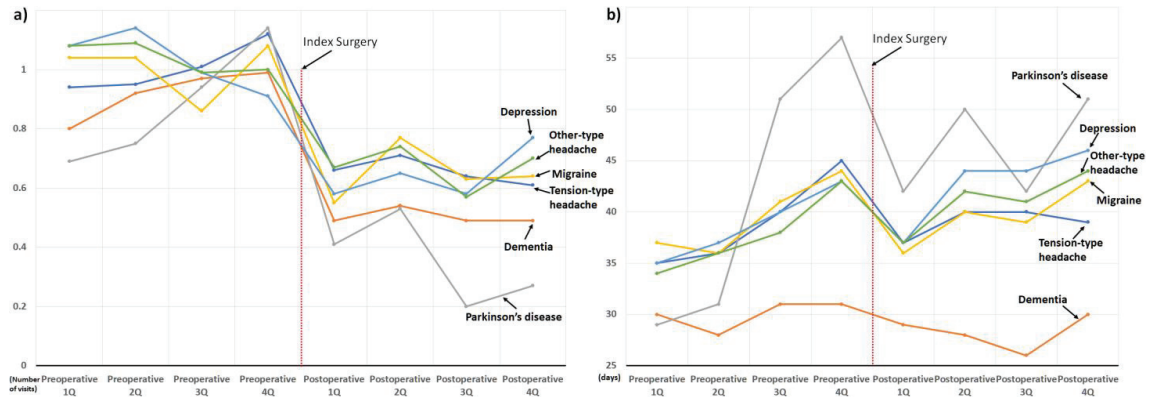 a)
Index Surgery
1
0.8
0.6
0.4
0.2
0
Depression
Other-type
headache
Migraine
Tension-type
headache
Dementia
Parkinson's disease
(Number
of visits)
Preoperative
1Q
Preoperative
2Q
Preoperative
3Q
Preoperative
4Q
Postoperative
1Q
Postoperative
2Q
Postoperative
3Q
Postoperative
4Q
b)
Index Surgery
55
50
45
40
35
30
25
Parkinson's disease
Depression
Other-type
headache
Migraine
Tension-type
headache
Dementia
(days)
Preoperative
1Q
Preoperative
2Q
Preoperative
3Q
Preoperative
4Q
Postoperative
1Q
Postoperative
2Q
Postoperative
3Q
Postoperative
4Q